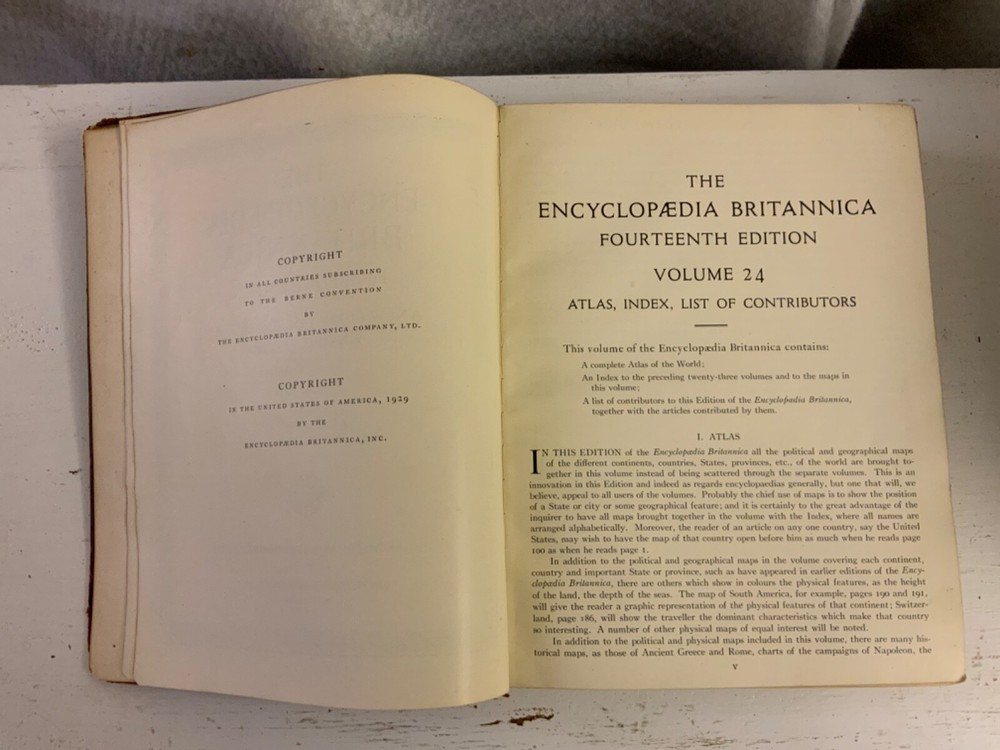 COPYRIGHT
IN ALL COUNTRIES SUBSCRIBING
TO THE BERNE CONVENTION
BY
THE ENCYCLOPÆDIA BRITANNICA COMPANY, LTD.
COPYRIGHT
IN THE UNITED STATES OF AMERICA, 1929
BY THE
ENCYCLOPÆDIA BRITANNICA, INC.
THE
ENCYCLOPÆDIA BRITANNICA
FOURTEENTH EDITION
VOLUME 24
ATLAS, INDEX, LIST OF CONTRIBUTORS
This volume of the Encyclopædia Britannica contains:
A complete Atlas of the World;
An Index to the preceding twenty-three volumes and to the maps in
this volume;
A list of contributors to this Edition of the Encyclopædia Britannica,
together with the articles contributed by them.
I. ATLAS
IN THIS EDITION of the Encyclopædia Britannica all the political and geographical maps
of the different continents, countries, States, provinces, etc., of the world are brought to-
gether in this volume instead of being scattered through the separate volumes. This is an
innovation in this Edition and indeed as regards encyclopaedias generally, but one that will, we
believe, appeal to all users of the volumes. Probably the chief use of maps is to show the position
of a State or city or some geographical feature; and it is certainly to the great advantage of the
inquirer to have all maps brought together in the volume with the Index, where all names are
arranged alphabetically. Moreover, the reader of an article on any one country, say the United
States, may wish to have the map of that country open before him as much when he reads page
100 as when he reads page 1.
In addition to the political and geographical maps in the volume covering each continent,
country and important State or province, such as have appeared in earlier editions of the Ency-
clopædia Britannica, there are others which show in colours the physical features, as the height
of the land, the depth of the seas. The map of South America, for example, pages 190 and 191,
will give the reader a graphic representation of the physical features of that continent; Switzer-
land, page 186, will show the traveller the dominant characteristics which make that country
so interesting. A number of other physical maps of equal interest will be noted.
In addition to the political and physical maps included in this volume, there are many his-
torical maps, as those of Ancient Greece and Rome, charts of the campaigns of Napoleon, the
V